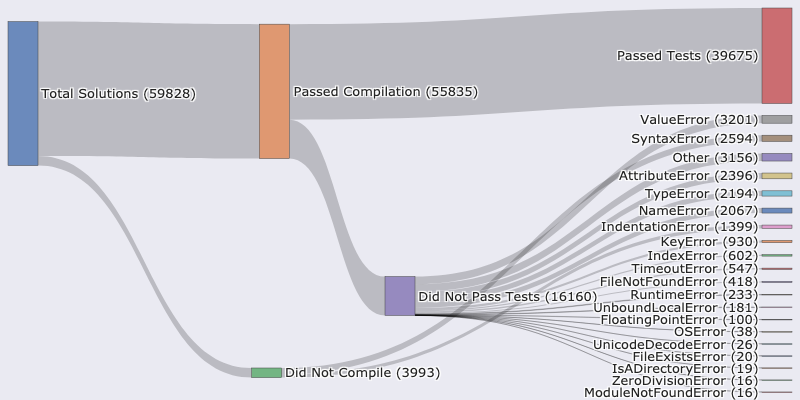 Total Solutions (59828)
Passed Compilation (55835)
Passed Tests (39675)
ValueError (3201)
SyntaxError (2594)
Other (3156)
AttributeError (2396)
TypeError (2194)
NameError (2067)
IndentationError (1399)
KeyError (930)
IndexError (602)
TimeoutError (547)
FileNotFoundError (418)
Did Not Pass Tests (16160)
RuntimeError (233)
UnboundLocalError (181)
FloatingPointError (100)
OSError (38)
UnicodeDecodeError (26)
FileExistsError (20)
IsADirectoryError (19)
Did Not Compile (3993)
ZeroDivisionError (16)
ModuleNotFoundError (16)